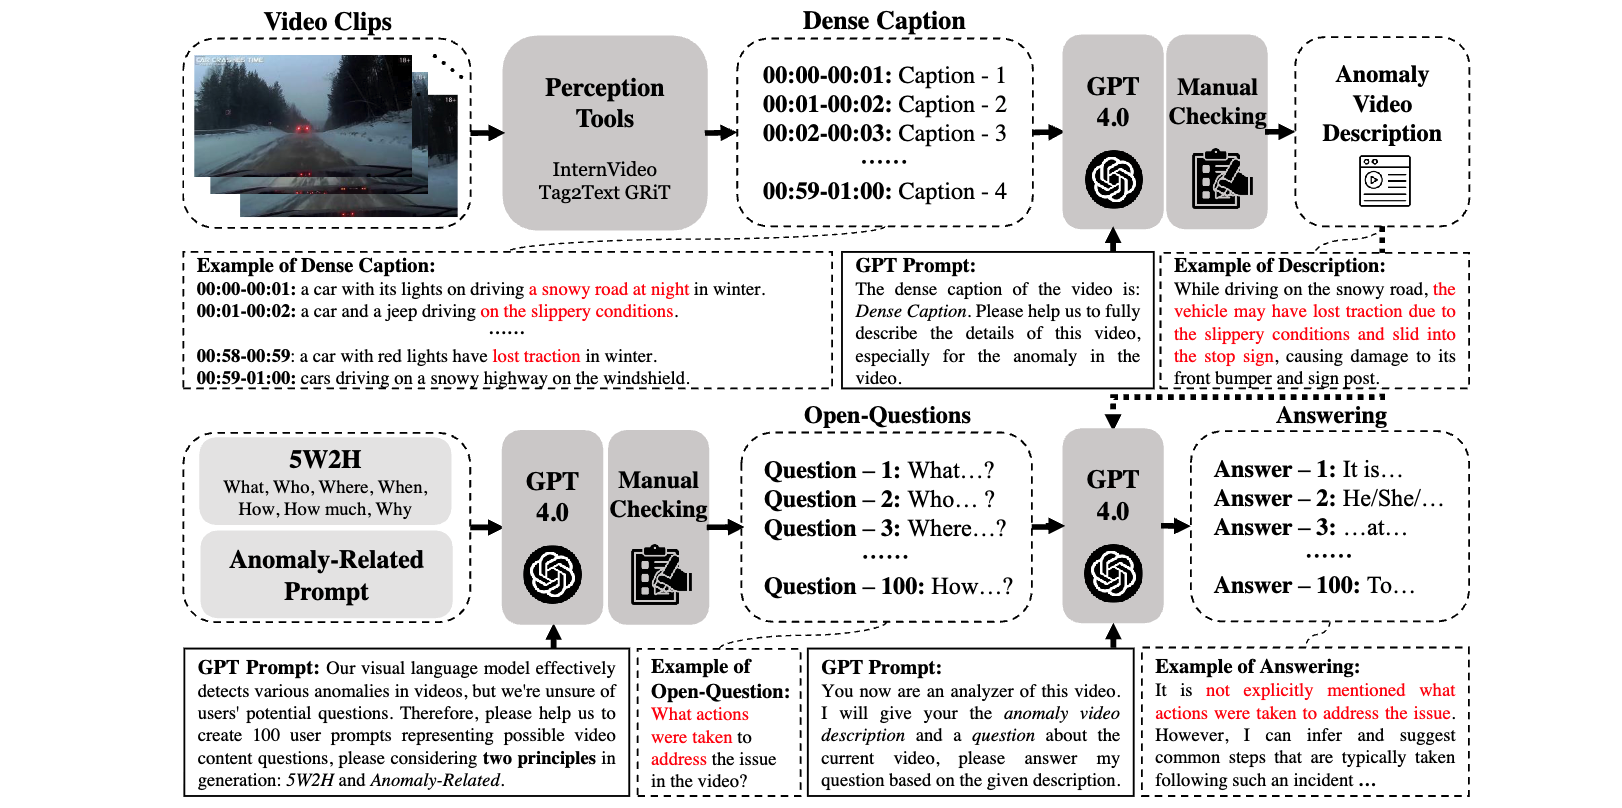 Video Clips
Dense Caption
CAR CRASHES TIME
18+
18+
18+
Perception
Tools
InternVideo
Tag2Text GRiT
00:00-00:01: Caption - 1
00:01-00:02: Caption - 2
00:02-00:03: Caption - 3
......
00:59-01:00: Caption - 4
GPT
4.0
Manual
Checking
Anomaly
Video
Description
Example of Dense Caption:
00:00-00:01: a car with its lights on driving a snowy road at night in winter.
00:01-00:02: a car and a jeep driving on the slippery conditions.
......
00:58-00:59: a car with red lights have lost traction in winter.
00:59-01:00: cars driving on a snowy highway on the windshield.
GPT Prompt:
The dense caption of the video is:
Dense Caption. Please help us to fully
describe the details of this video,
especially for the anomaly in the
video.
Example of Description:
While driving on the snowy road, the
vehicle may have lost traction due to
the slippery conditions and slid into
the stop sign, causing damage to its
front bumper and sign post.
Open-Questions
Answering
5W2H
What, Who, Where, When,
How, How much, Why
Anomaly-Related
Prompt
GPT
4.0
Manual
Checking
Question – 1: What…?
Question – 2: Who… ?
Question – 3: Where…?
......
Question – 100: How…?
GPT
4.0
Answer – 1: It is…
Answer – 2: He/She/…
Answer – 3: …at…
......
Answer – 100: To…
GPT Prompt: Our visual language model effectively
detects various anomalies in videos, but we're unsure of
users' potential questions. Therefore, please help us to
create 100 user prompts representing possible video
content questions, please considering two principles in
generation: 5W2H and Anomaly-Related.
Example of
Open-Question:
What actions
were taken to
address the issue
in the video?
GPT Prompt:
You now are an analyzer of this video.
I will give your the anomaly video
description and a question about the
current video, please answer my
question based on the given description.
Example of Answering:
It is not explicitly mentioned what
actions were taken to address the issue.
However, I can infer and suggest
common steps that are typically taken
following such an incident …